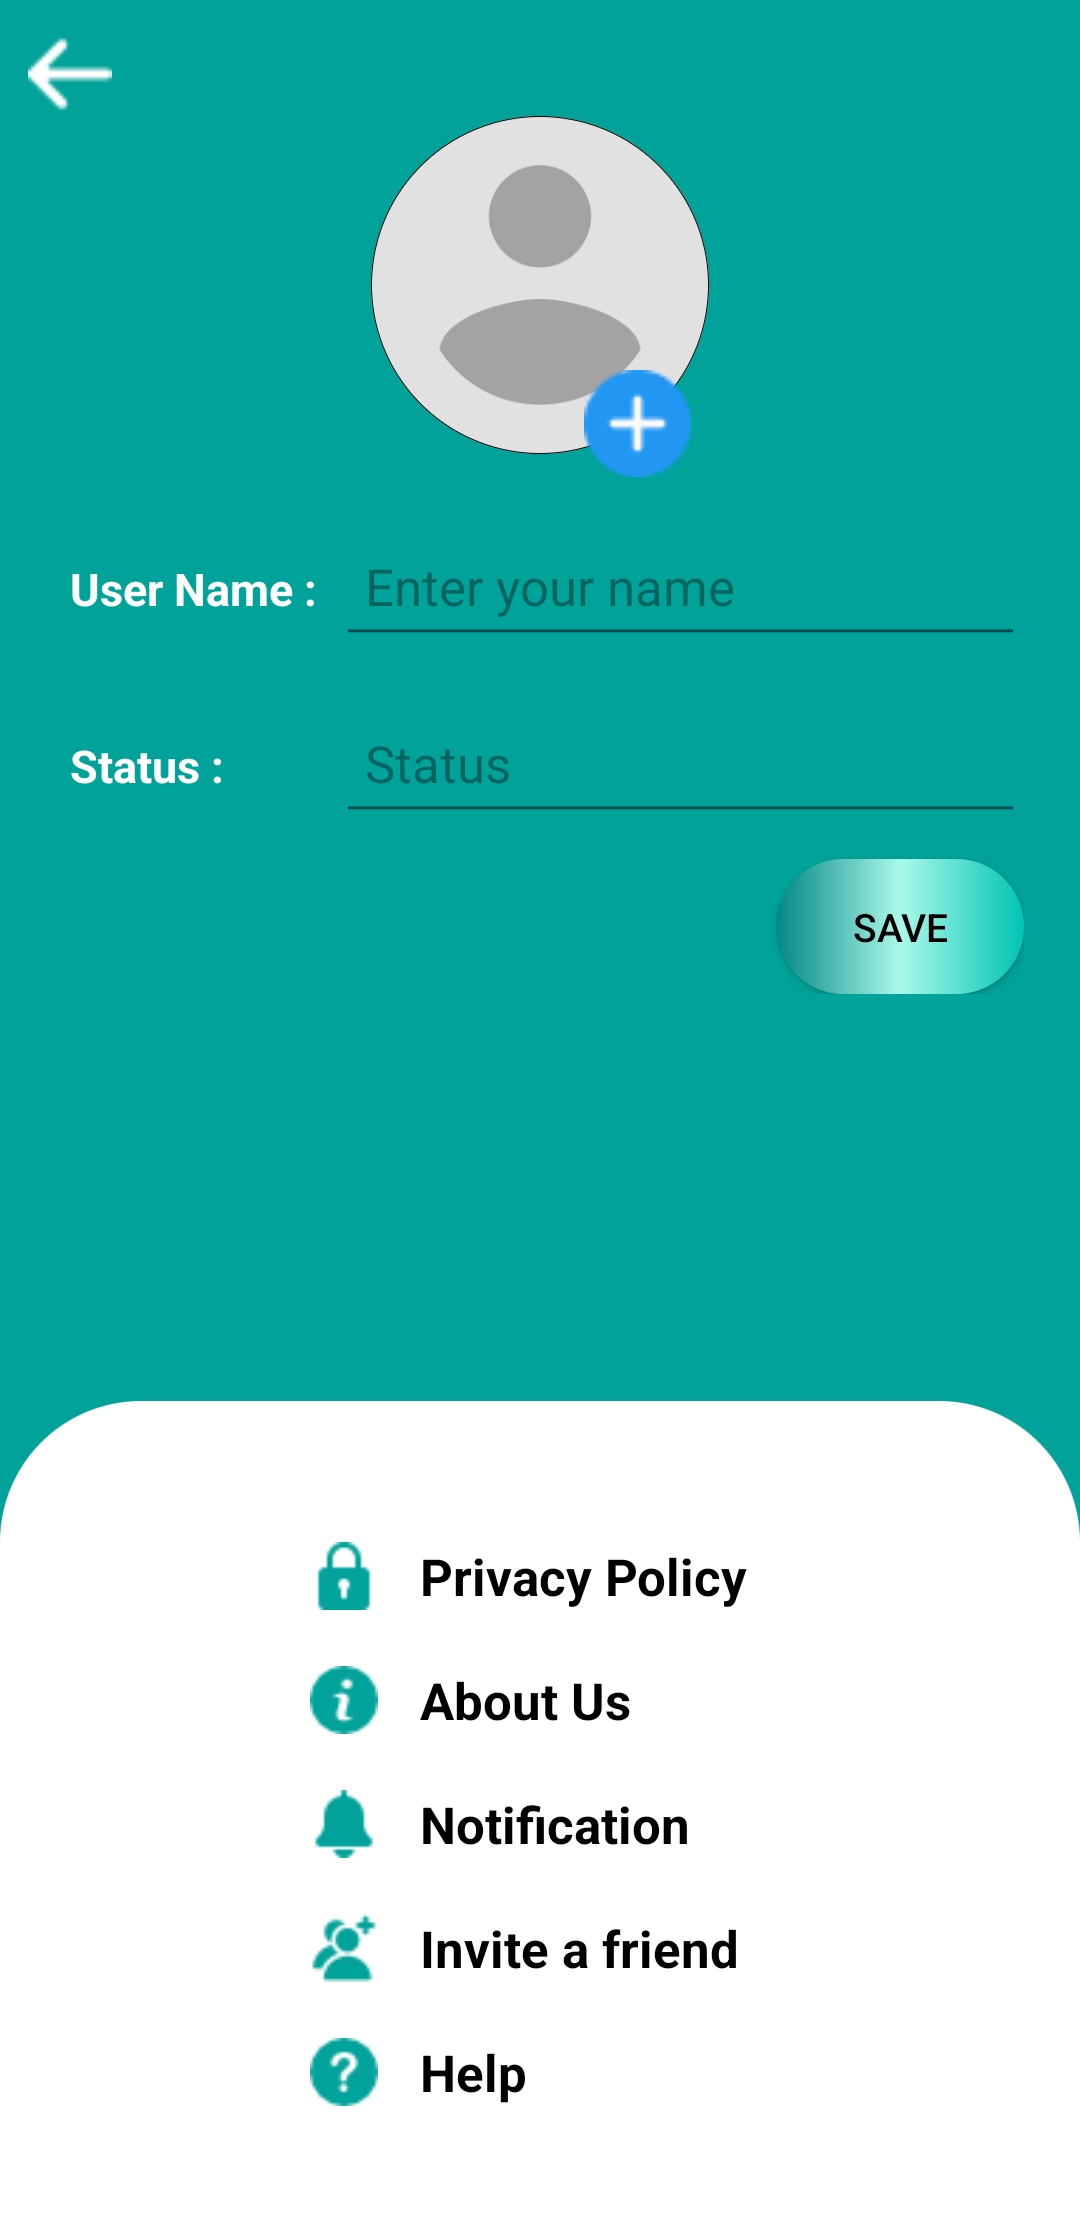 User Name :
Enter your name
Status :
Status
SAVE
Privacy Policy
About Us
Notification
Invite a friend
Help